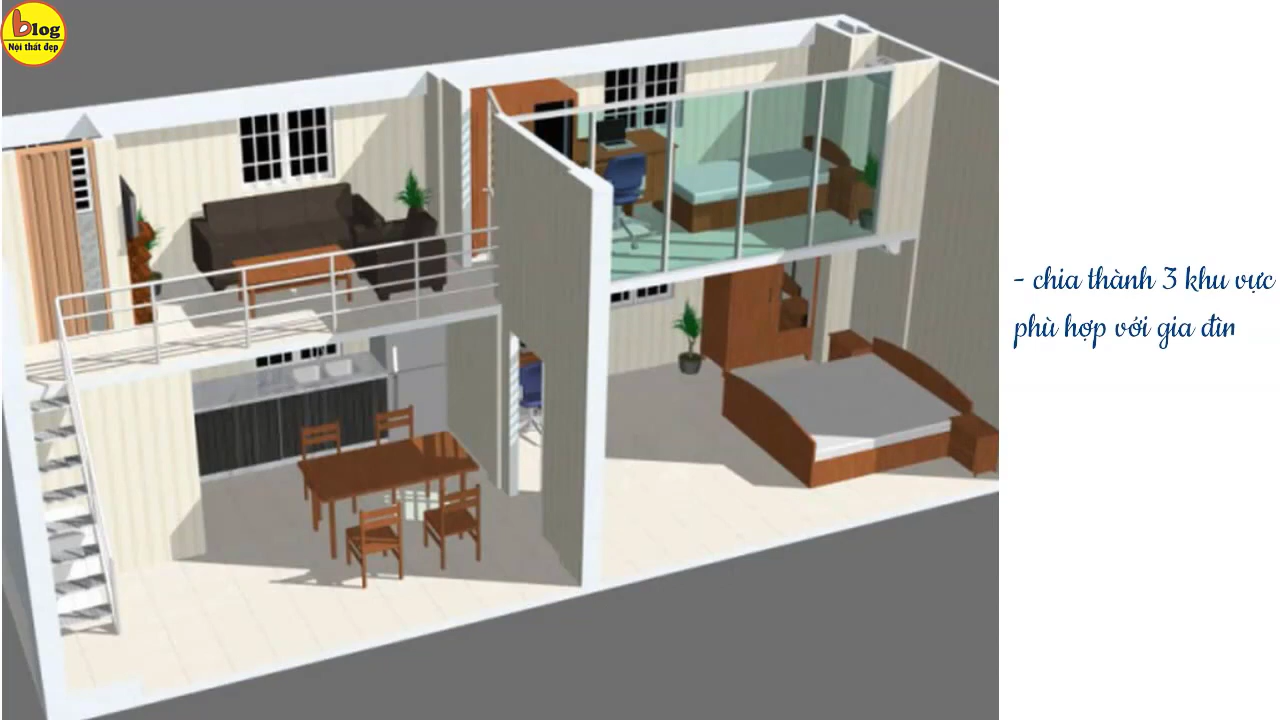 blog
Nội thất đẹp
- chia thành 3 khu vực
phù hợp với gia đìn